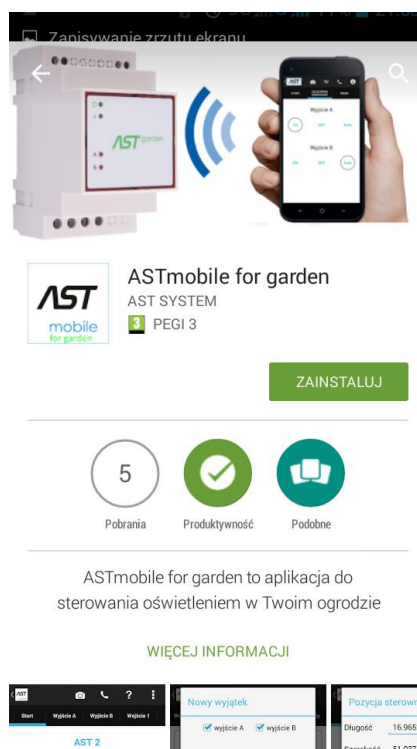 Zapisywanie zrzutu ekranu
AST garden
AST
Wyjście A
Wyjście B
AST
mobile
for garden
ASTmobile for garden
AST SYSTEM
3 PEGI 3
ZAINSTALUJ
5
Pobrania Produktywność Podobne
ASTmobile for garden to aplikacja do
sterowania oświetleniem w Twoim ogrodzie
WIĘCEJ INFORMACJI
AST
Start Wyjście A Wyjście B Wejście 1
AST 2
Nowy wyjątek
wyjście A wyjście B
Długość 16.965